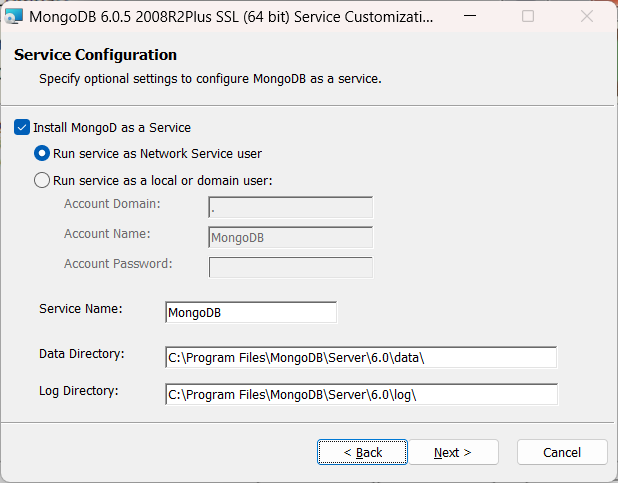 MongoDB 6.0.5 2008R2Plus SSL (64 bit) Service Customizati...
Service Configuration
Specify optional settings to configure MongoDB as a service.
Install MongoD as a Service
Run service as Network Service user
Run service as a local or domain user:
Account Domain: .
Account Name: MongoDB
Account Password:
Service Name: MongoDB
Data Directory: C:\Program Files\MongoDB\Server\6.0\data\
Log Directory: C:\Program Files\MongoDB\Server\6.0\log\
< Back Next > Cancel